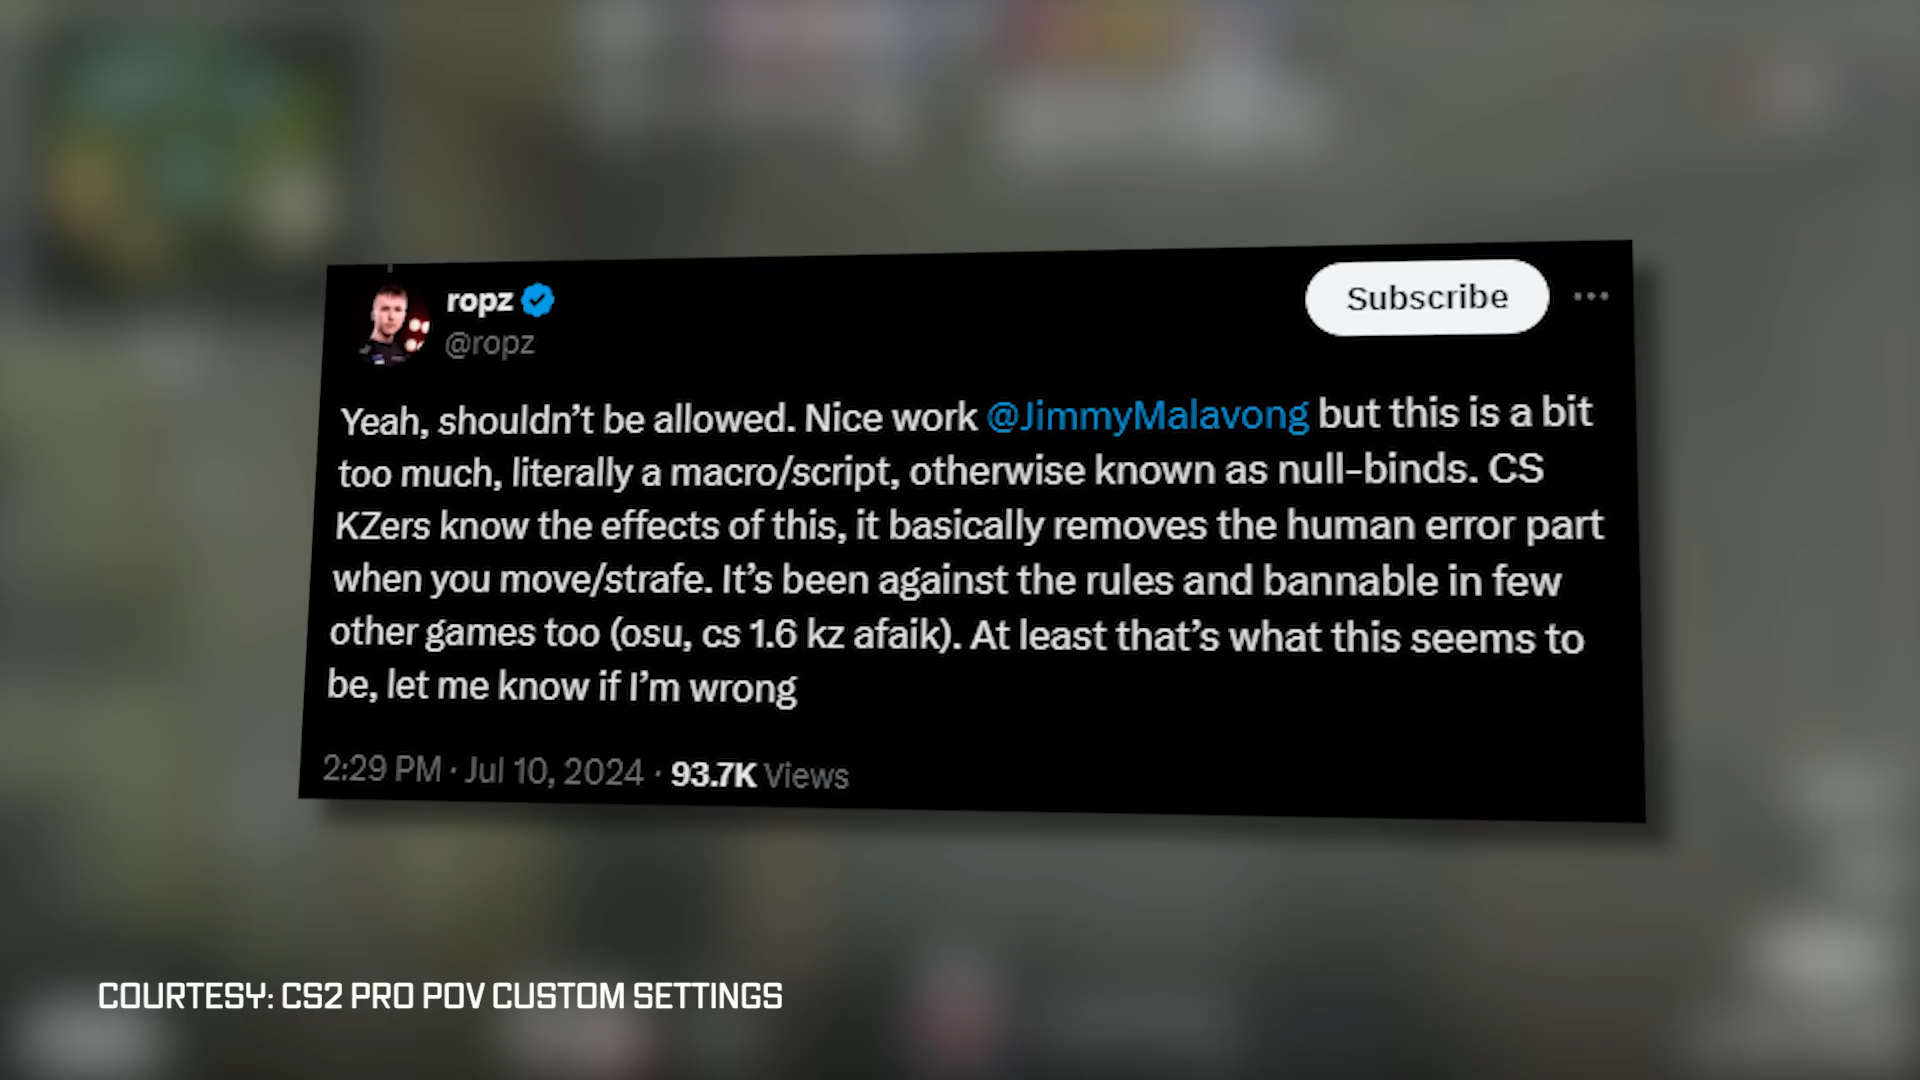 ropz
@ropz
Subscribe
Yeah, shouldn’t be allowed. Nice work @JimmyMalavong but this is a bit
too much, literally a macro/script, otherwise known as null-binds. CS
KZers know the effects of this, it basically removes the human error part
when you move/strafe. It’s been against the rules and bannable in few
other games too (osu, cs 1.6 kz afaik). At least that’s what this seems to
be, let me know if I’m wrong
2:29 PM · Jul 10, 2024 · 93.7K Views
COURTESY: CS2 PRO POV CUSTOM SETTINGS